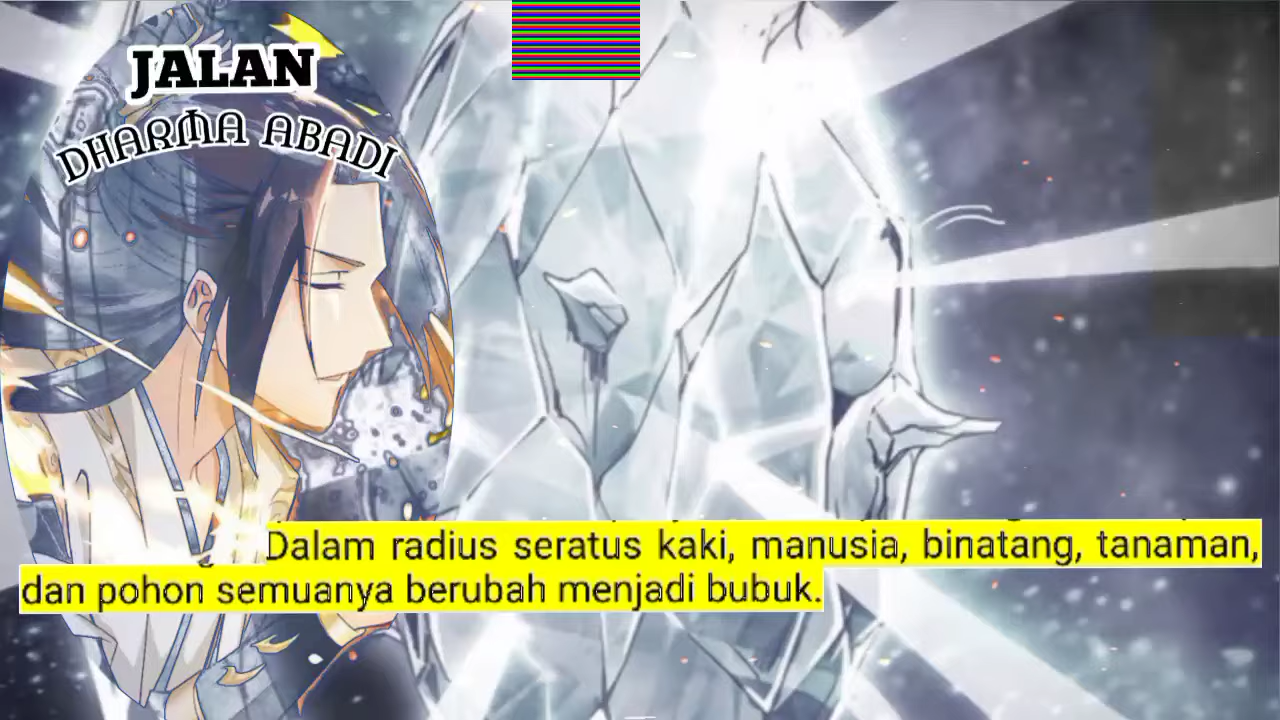 JALAN
DHARMA ABADI
Dalam radius seratus kaki, manusia, binatang, tanaman,
dan pohon semuanya berubah menjadi bubuk.